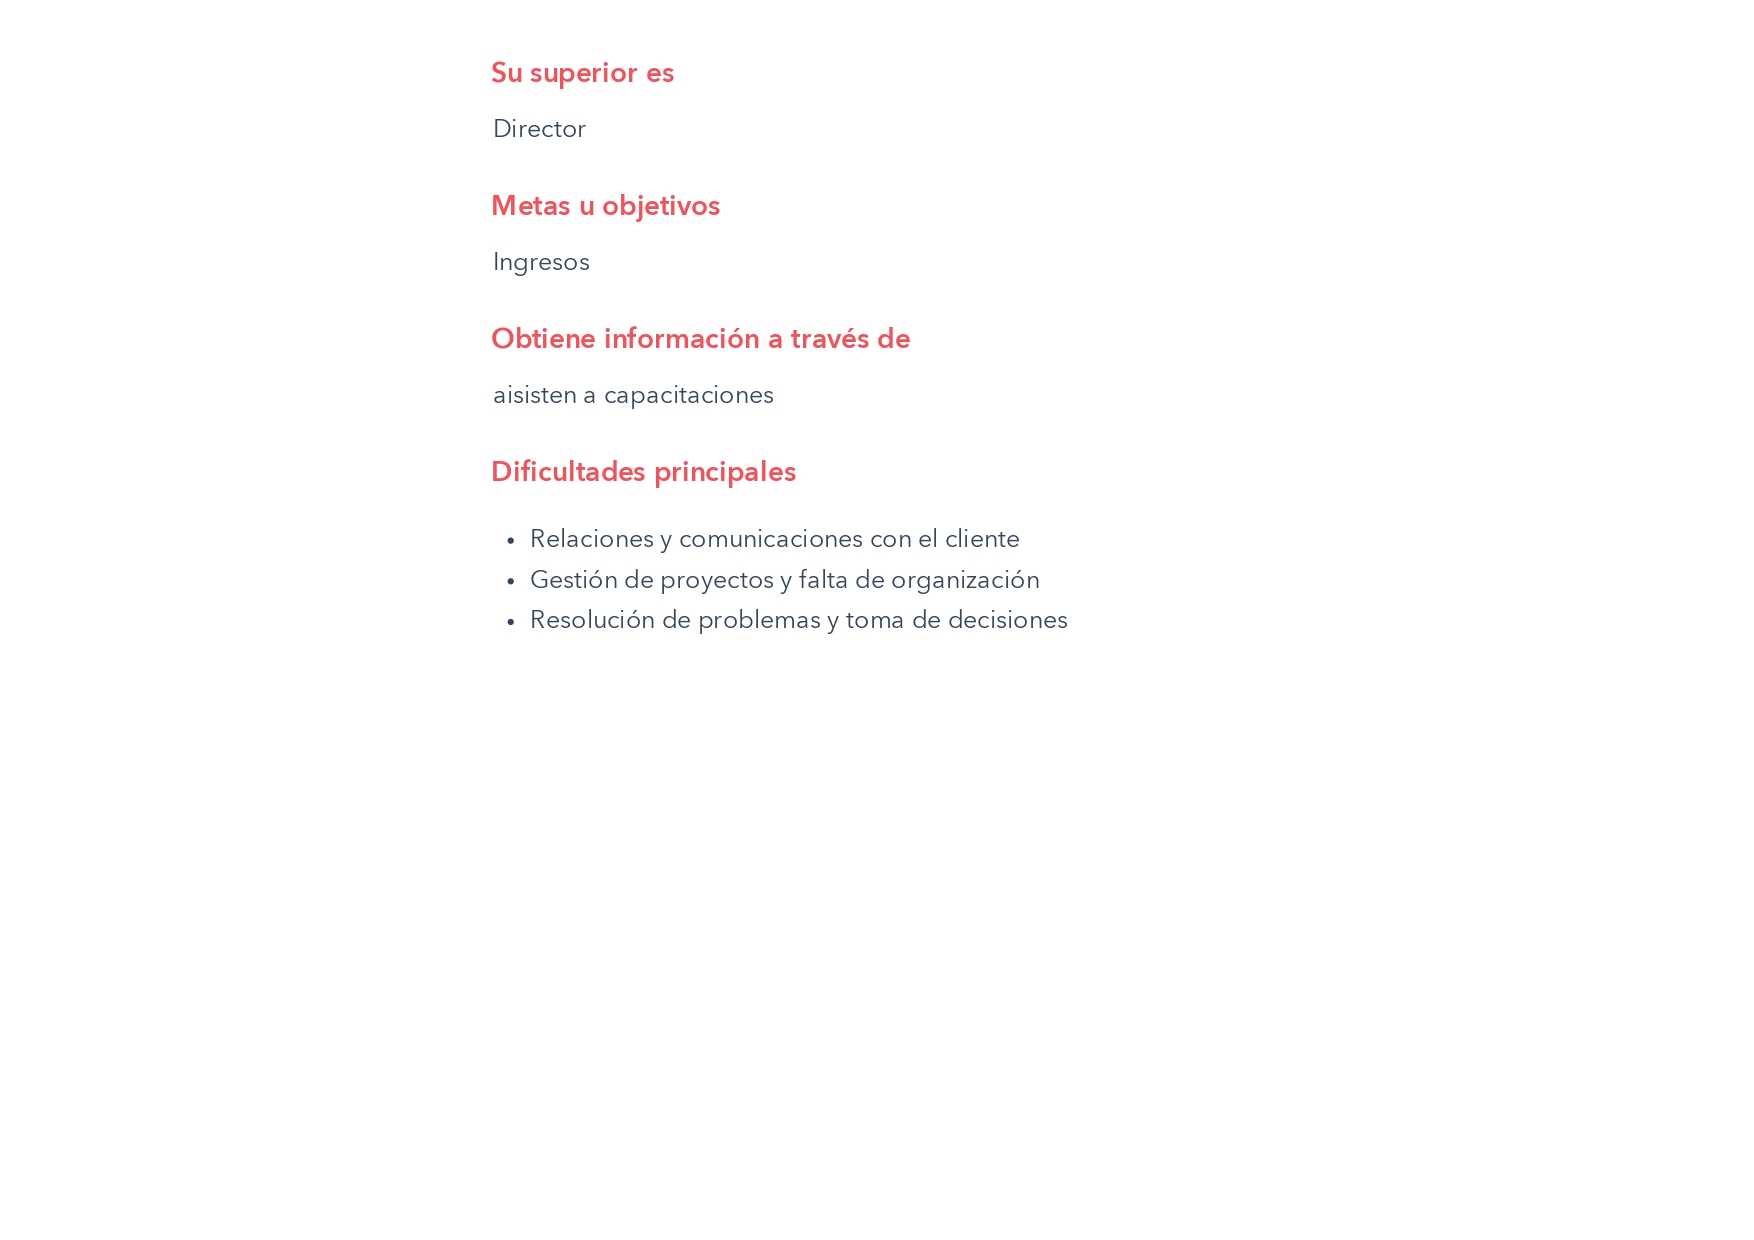 Su superior es
Director
Metas u objetivos
Ingresos
Obtiene información a través de
aisisten a capacitaciones
Dificultades principales
• Relaciones y comunicaciones con el cliente
• Gestión de proyectos y falta de organización
• Resolución de problemas y toma de decisiones